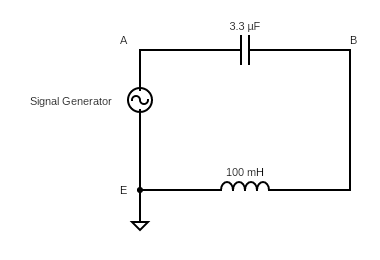 3.3 µF
A
B
Signal Generator
100 mH
E